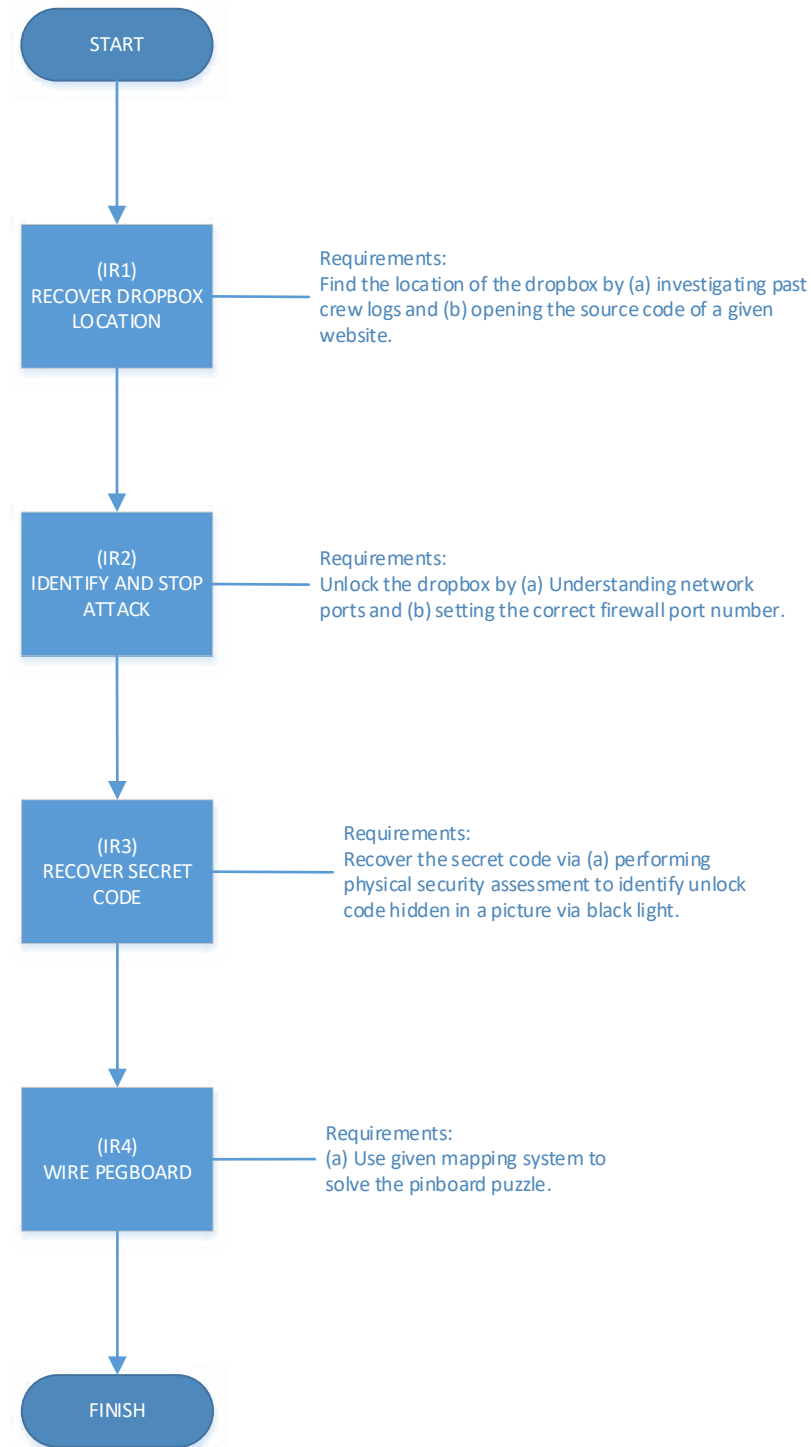 START
(IR1)
RECOVER DROPBOX
LOCATION
Requirements:
Find the location of the dropbox by (a) investigating past
crew logs and (b) opening the source code of a given
website.
(IR2)
IDENTIFY AND STOP
ATTACK
Requirements:
Unlock the dropbox by (a) Understanding network
ports and (b) setting the correct firewall port number.
(IR3)
RECOVER SECRET
CODE
Requirements:
Recover the secret code via (a) performing
physical security assessment to identify unlock
code hidden in a picture via black light.
(IR4)
WIRE PEGBOARD
Requirements:
(a) Use given mapping system to
solve the pinboard puzzle.
FINISH